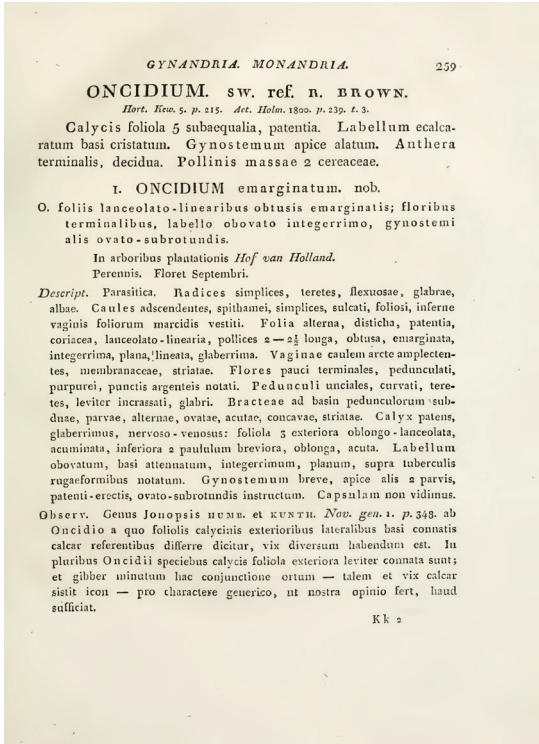 GYNANDRIA. MONANDRIA. 259
ONCIDIUM. sw. ref. R. BROWN.
Hort. Kew. 5. p. 215. Act. Holm. 1800. p. 239. t. 3.
Calycis foliola 5 subaequalia, patentia. Labellum ecalca-
ratum basi cristatum. Gynostemum apice alatum. Anthera
terminalis, decidua. Pollinis massae 2 cereaceae.
1. ONCIDIUM emarginatum. nob.
O. foliis lanceolato-linearibus obtusis emarginatis; floribus
terminalibus, labello obovato integerrimo, gynostemi
alis ovato-subrotundis.
In arboribus plantationis Hof van Holland.
Perennis. Floret Septembri.
Descript. Parasitica. Radices simplices, teretes, flexuosae, glabrae,
albae. Caules adscendentes, spithamei, simplices, sulcati, foliosi, inferne
vaginis foliorum marcidis vestiti. Folia alterna, disticha, patentia,
coriacea, lanceolato-linearia, pollices 2—2½ longa, obtusa, emarginata,
integerrima, plana, lineata, glaberrima. Vaginae caulem arcte amplecten-
tes, membranaceae, striatae. Flores pauci terminales, pedunculati,
purpurei, punctis argenteis notati. Pedunculi unciales, curvati, tere-
tes, leviter incrassati, glabri. Bracteae ad basin pedunculorum sub-
duae, parvae, alternae, ovatae, acutae, concavae, striatae. Calyx patens,
glaberrimus, nervoso-venosus: foliola 3 exteriora oblongo-lanceolata,
acuminata, inferiora 2 paululum breviora, oblonga, acuta. Labellum
obovatum, basi attenuatum, integerrimum, planum, supra tuberculis
rugaeformibus notatum. Gynostemum breve, apice alis 2 parvis,
patenti-erectis, ovato-subrotundis instructum. Capsulam non vidimus.
Observ. Genus Jonopsis HUMB. et KUNTH. Nov. gen. 1. p. 348. ab
Oncidio a quo foliolis calycinis exterioribus lateralibus basi connatis
calcar referentibus differre dicitur, vix diversum habendum est. In
pluribus Oncidii speciebus calycis foliola exteriora leviter connata sunt;
et gibber minutum hac conjunctione ortum — talem et vix calcar
sistit icon — pro charactere generico, ut nostra opinio fert, haud
sufficiat.
Kk 2